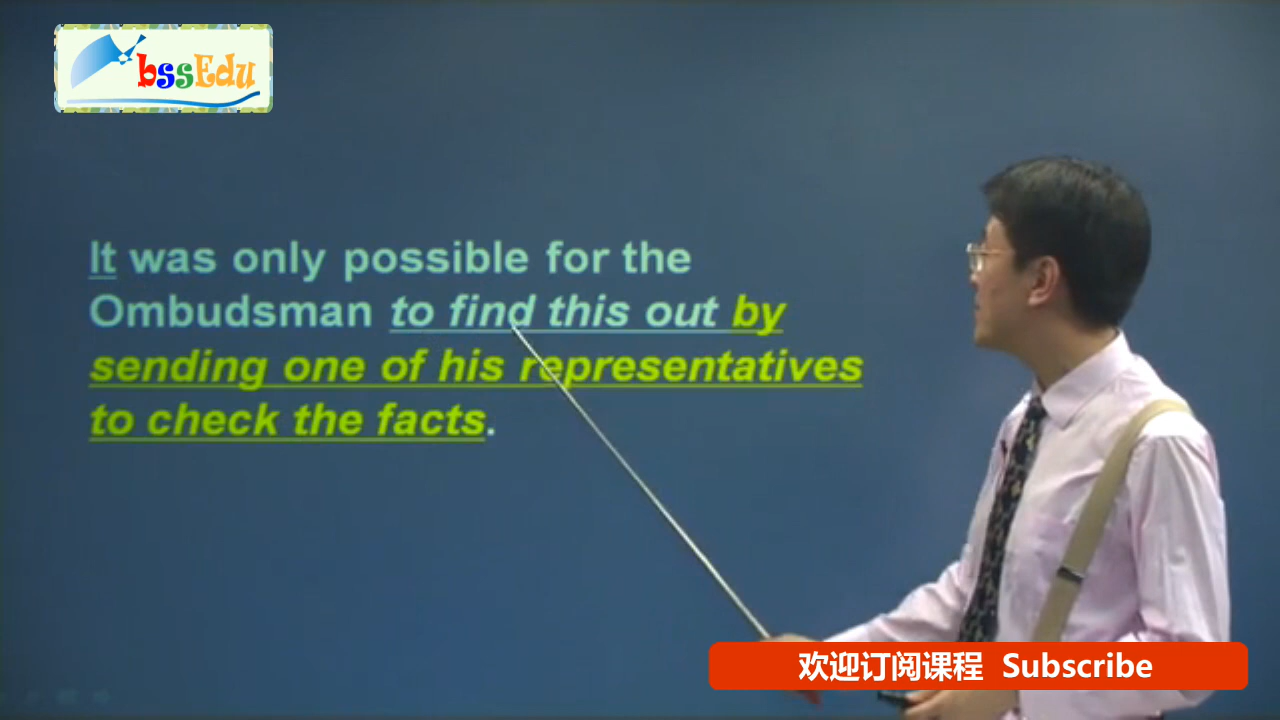 bssEdu
It was only possible for the
Ombudsman to find this out by
sending one of his representatives
to check the facts.
欢迎订阅课程 Subscribe